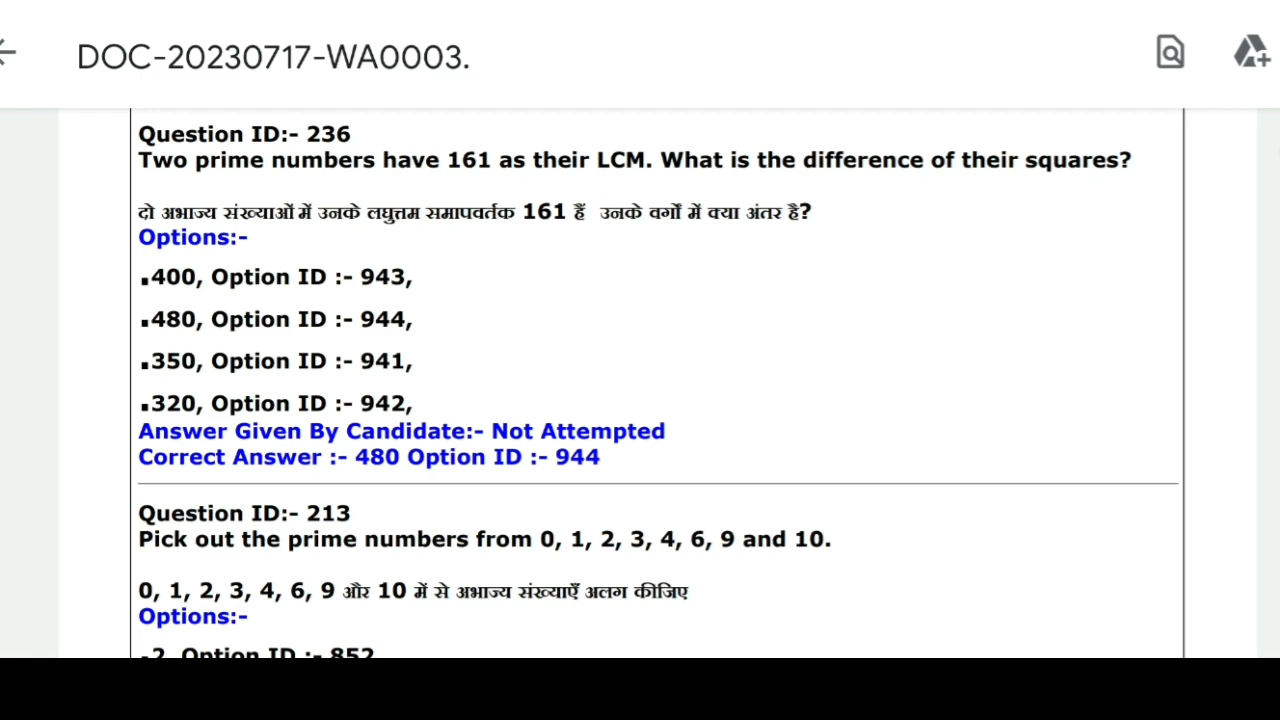 DOC-20230717-WA0003.
Question ID:- 236
Two prime numbers have 161 as their LCM. What is the difference of their squares?
दो अभाज्य संख्याओं में उनके लघुत्तम समापवर्तक 161 हैं उनके वर्गों में क्या अंतर है?
Options:-
.400, Option ID :- 943,
.480, Option ID :- 944,
.350, Option ID :- 941,
.320, Option ID :- 942,
Answer Given By Candidate:- Not Attempted
Correct Answer :- 480 Option ID :- 944
Question ID:- 213
Pick out the prime numbers from 0, 1, 2, 3, 4, 6, 9 and 10.
0, 1, 2, 3, 4, 6, 9 और 10 में से अभाज्य संख्याएँ अलग कीजिए
Options:-
.2, Option ID :- 852